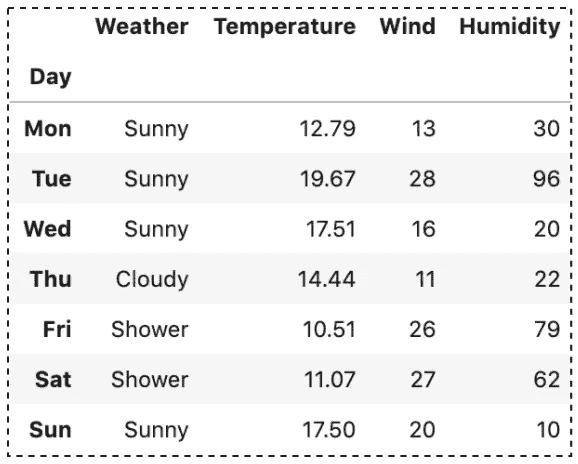 Weather Temperature Wind Humidity
Day
Mon Sunny 12.79 13 30
Tue Sunny 19.67 28 96
Wed Sunny 17.51 16 20
Thu Cloudy 14.44 11 22
Fri Shower 10.51 26 79
Sat Shower 11.07 27 62
Sun Sunny 17.50 20 10